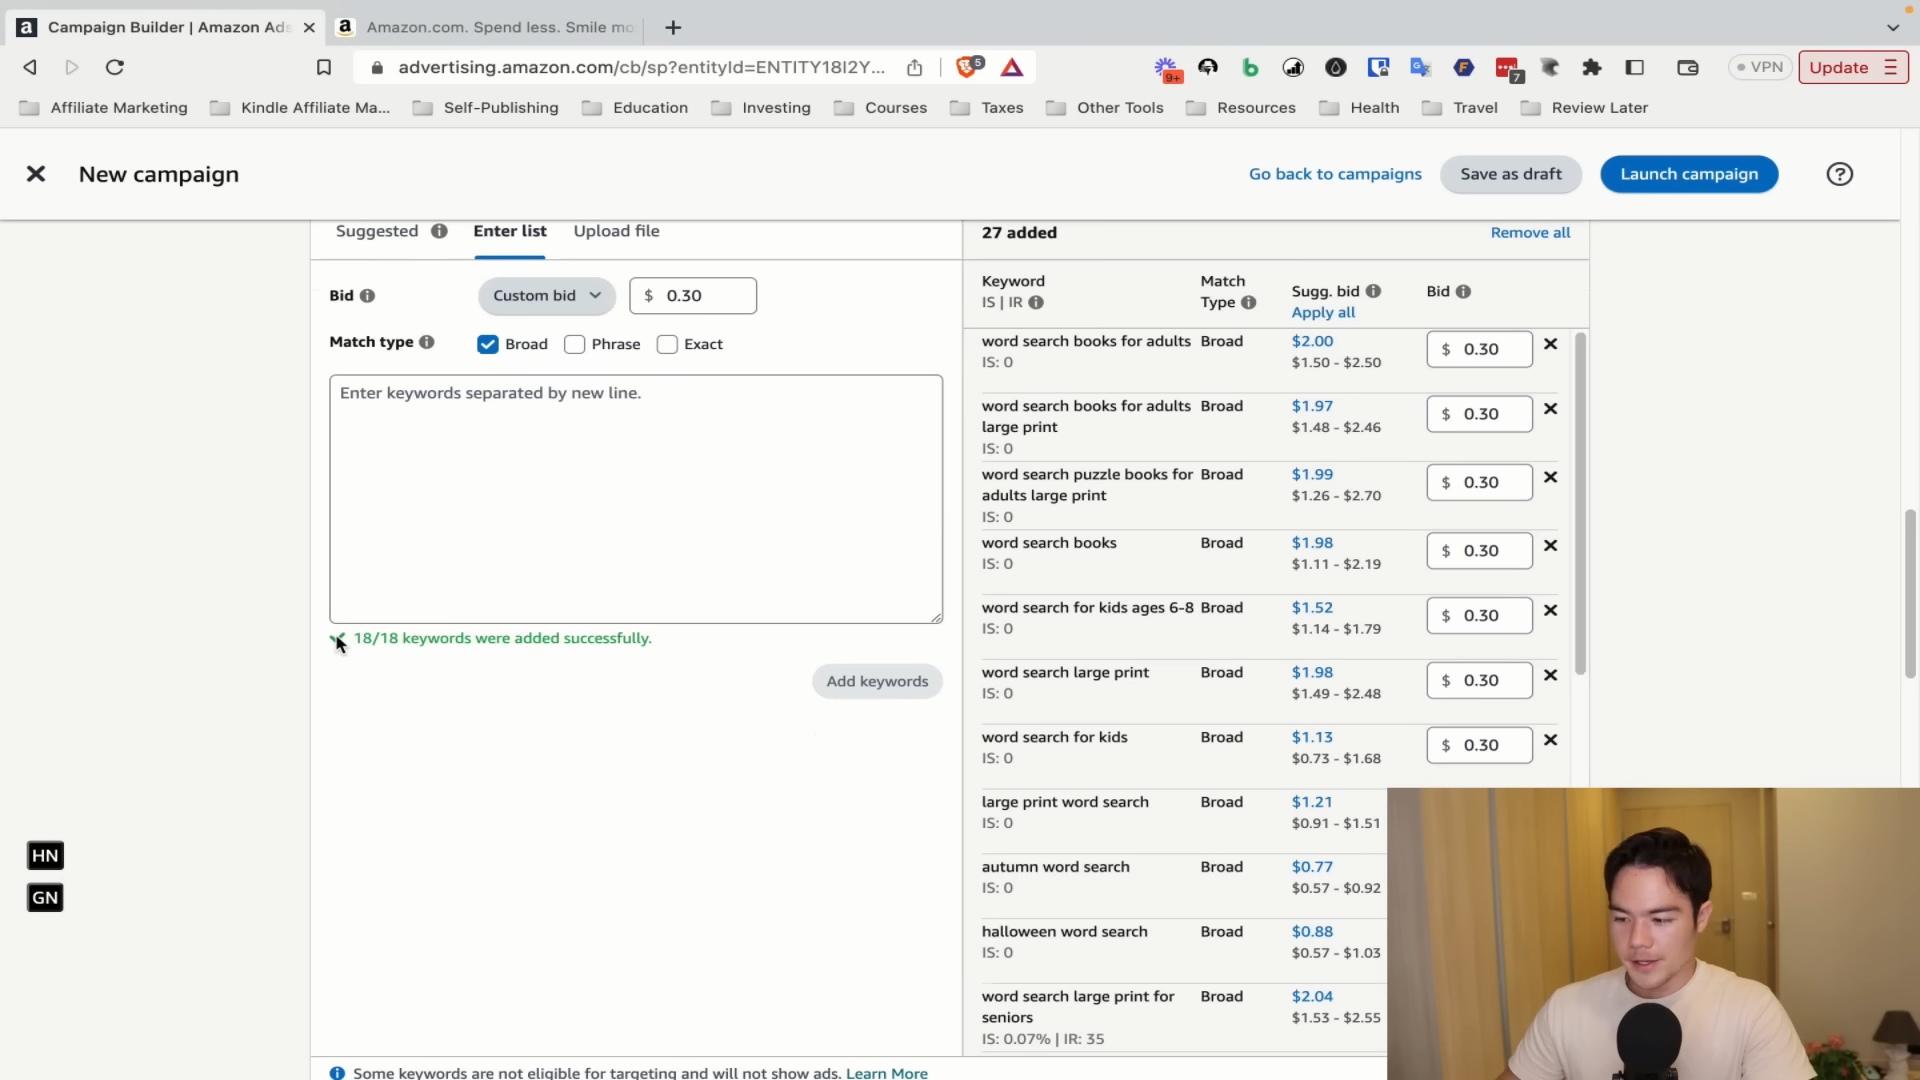 Campaign Builder | Amazon Ads
Amazon.com. Spend less. Smile mo
advertising.amazon.com/cb/sp?entityId=ENTITY18I2Y...
5
9+
7
VPN
Update
Affiliate Marketing
Kindle Affiliate Ma...
Self-Publishing
Education
Investing
Courses
Taxes
Other Tools
Resources
Health
Travel
Review Later
New campaign
Go back to campaigns
Save as draft
Launch campaign
Suggested
Enter list
Upload file
Bid
Custom bid
$ 0.30
Match type
Broad
Phrase
Exact
Enter keywords separated by new line.
18/18 keywords were added successfully.
Add keywords
27 added
Remove all
Keyword
IS | IR
Match
Type
Sugg. bid
Apply all
Bid
word search books for adults Broad $2.00 $ 0.30
IS: 0 $1.50 - $2.50
word search books for adults Broad $1.97 $ 0.30
large print $1.48 - $2.46
IS: 0
word search puzzle books for Broad $1.99 $ 0.30
adults large print $1.26 - $2.70
IS: 0
word search books Broad $1.98 $ 0.30
IS: 0 $1.11 - $2.19
word search for kids ages 6-8 Broad $1.52 $ 0.30
IS: 0 $1.14 - $1.79
word search large print Broad $1.98 $ 0.30
IS: 0 $1.49 - $2.48
word search for kids Broad $1.13 $ 0.30
IS: 0 $0.73 - $1.68
large print word search Broad $1.21
IS: 0 $0.91 - $1.51
autumn word search Broad $0.77
IS: 0 $0.57 - $0.92
halloween word search Broad $0.88
IS: 0 $0.57 - $1.03
word search large print for Broad $2.04
seniors $1.53 - $2.55
IS: 0.07% | IR: 35
HN
GN
Some keywords are not eligible for targeting and will not show ads. Learn More